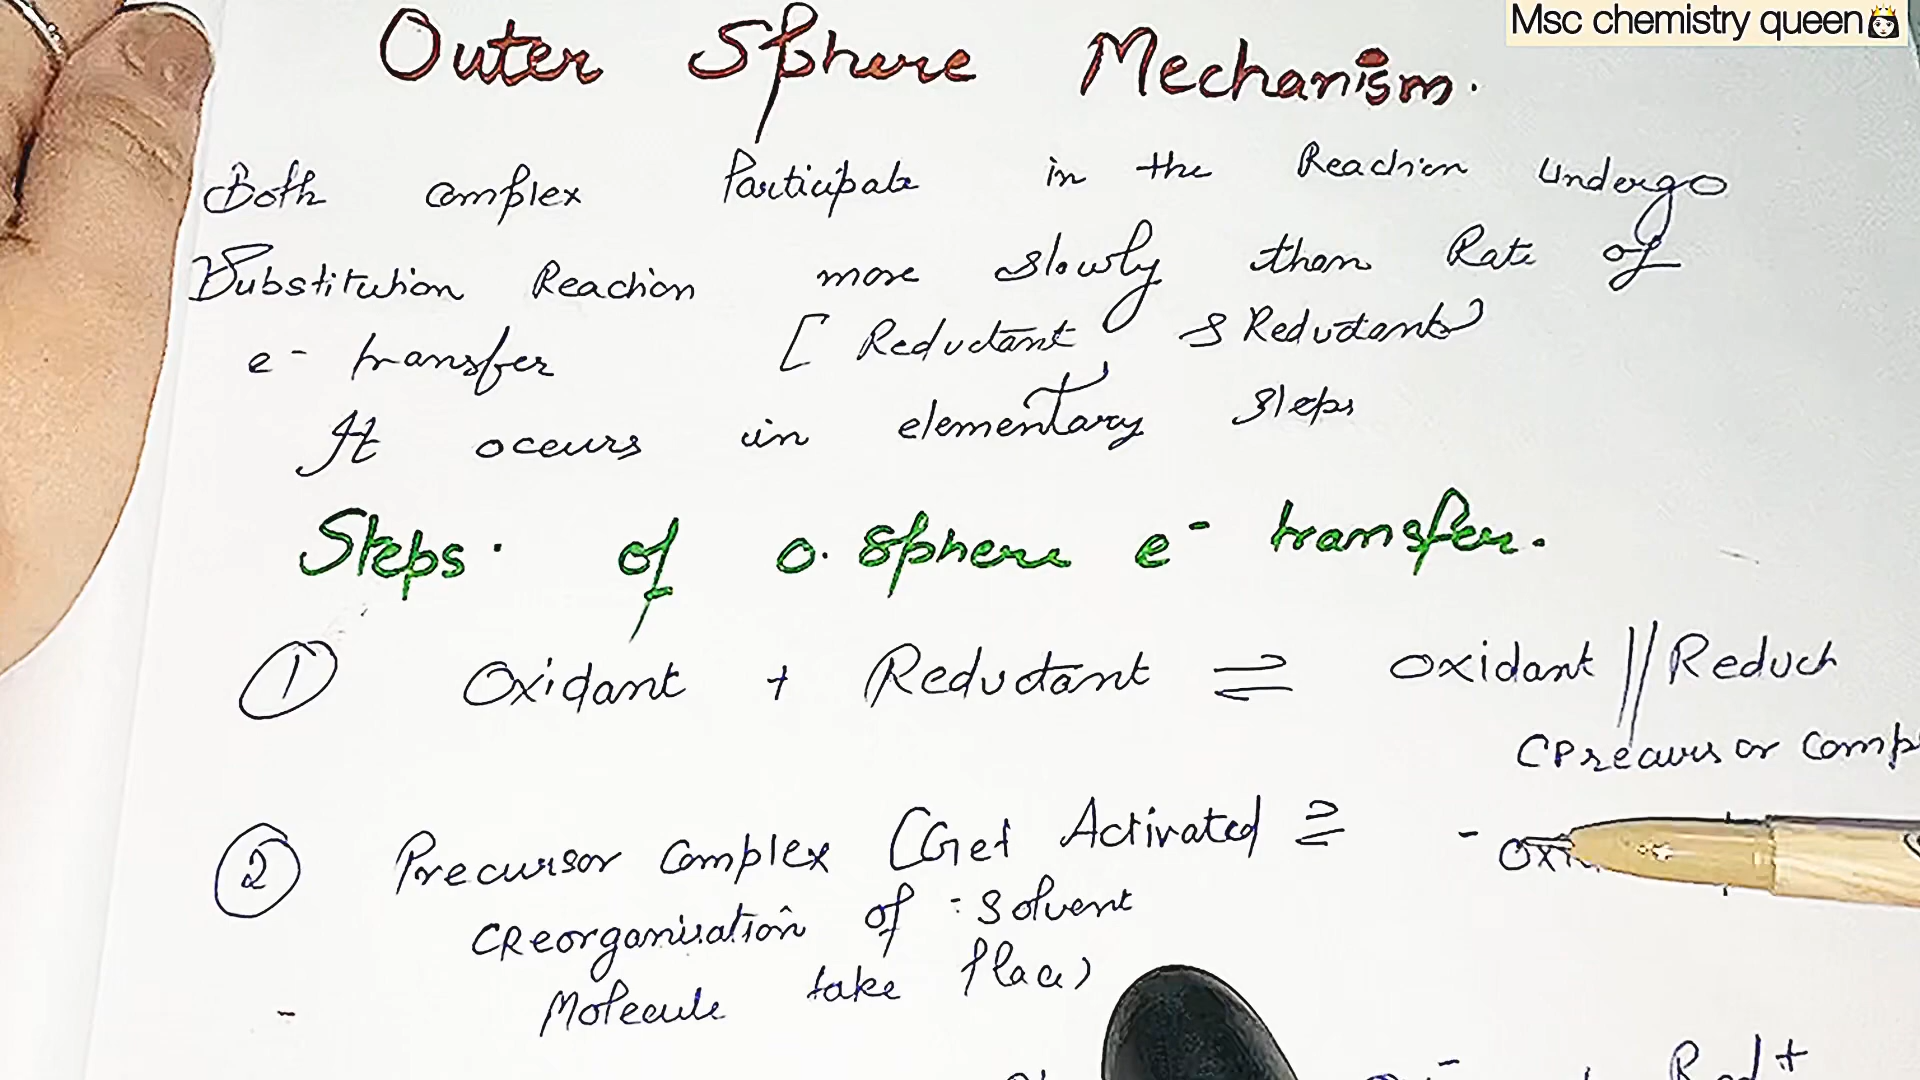 Msc chemistry queen
Outer Sphere Mechanism.
Both complex Participate in the Reaction Undergo
Substitution Reaction more slowly than Rate of
e- transfer [Reductant & Reductant]
It occurs in elementary steps
Steps. of o. sphere e- transfer.
① Oxidant + Reductant ⇌ Oxidant || Reduct
(Precursor Comp
② Precursor Complex (Get Activated ⇌ - Oxi
(Reorganisation of solvent
Molecule take place)
Red+